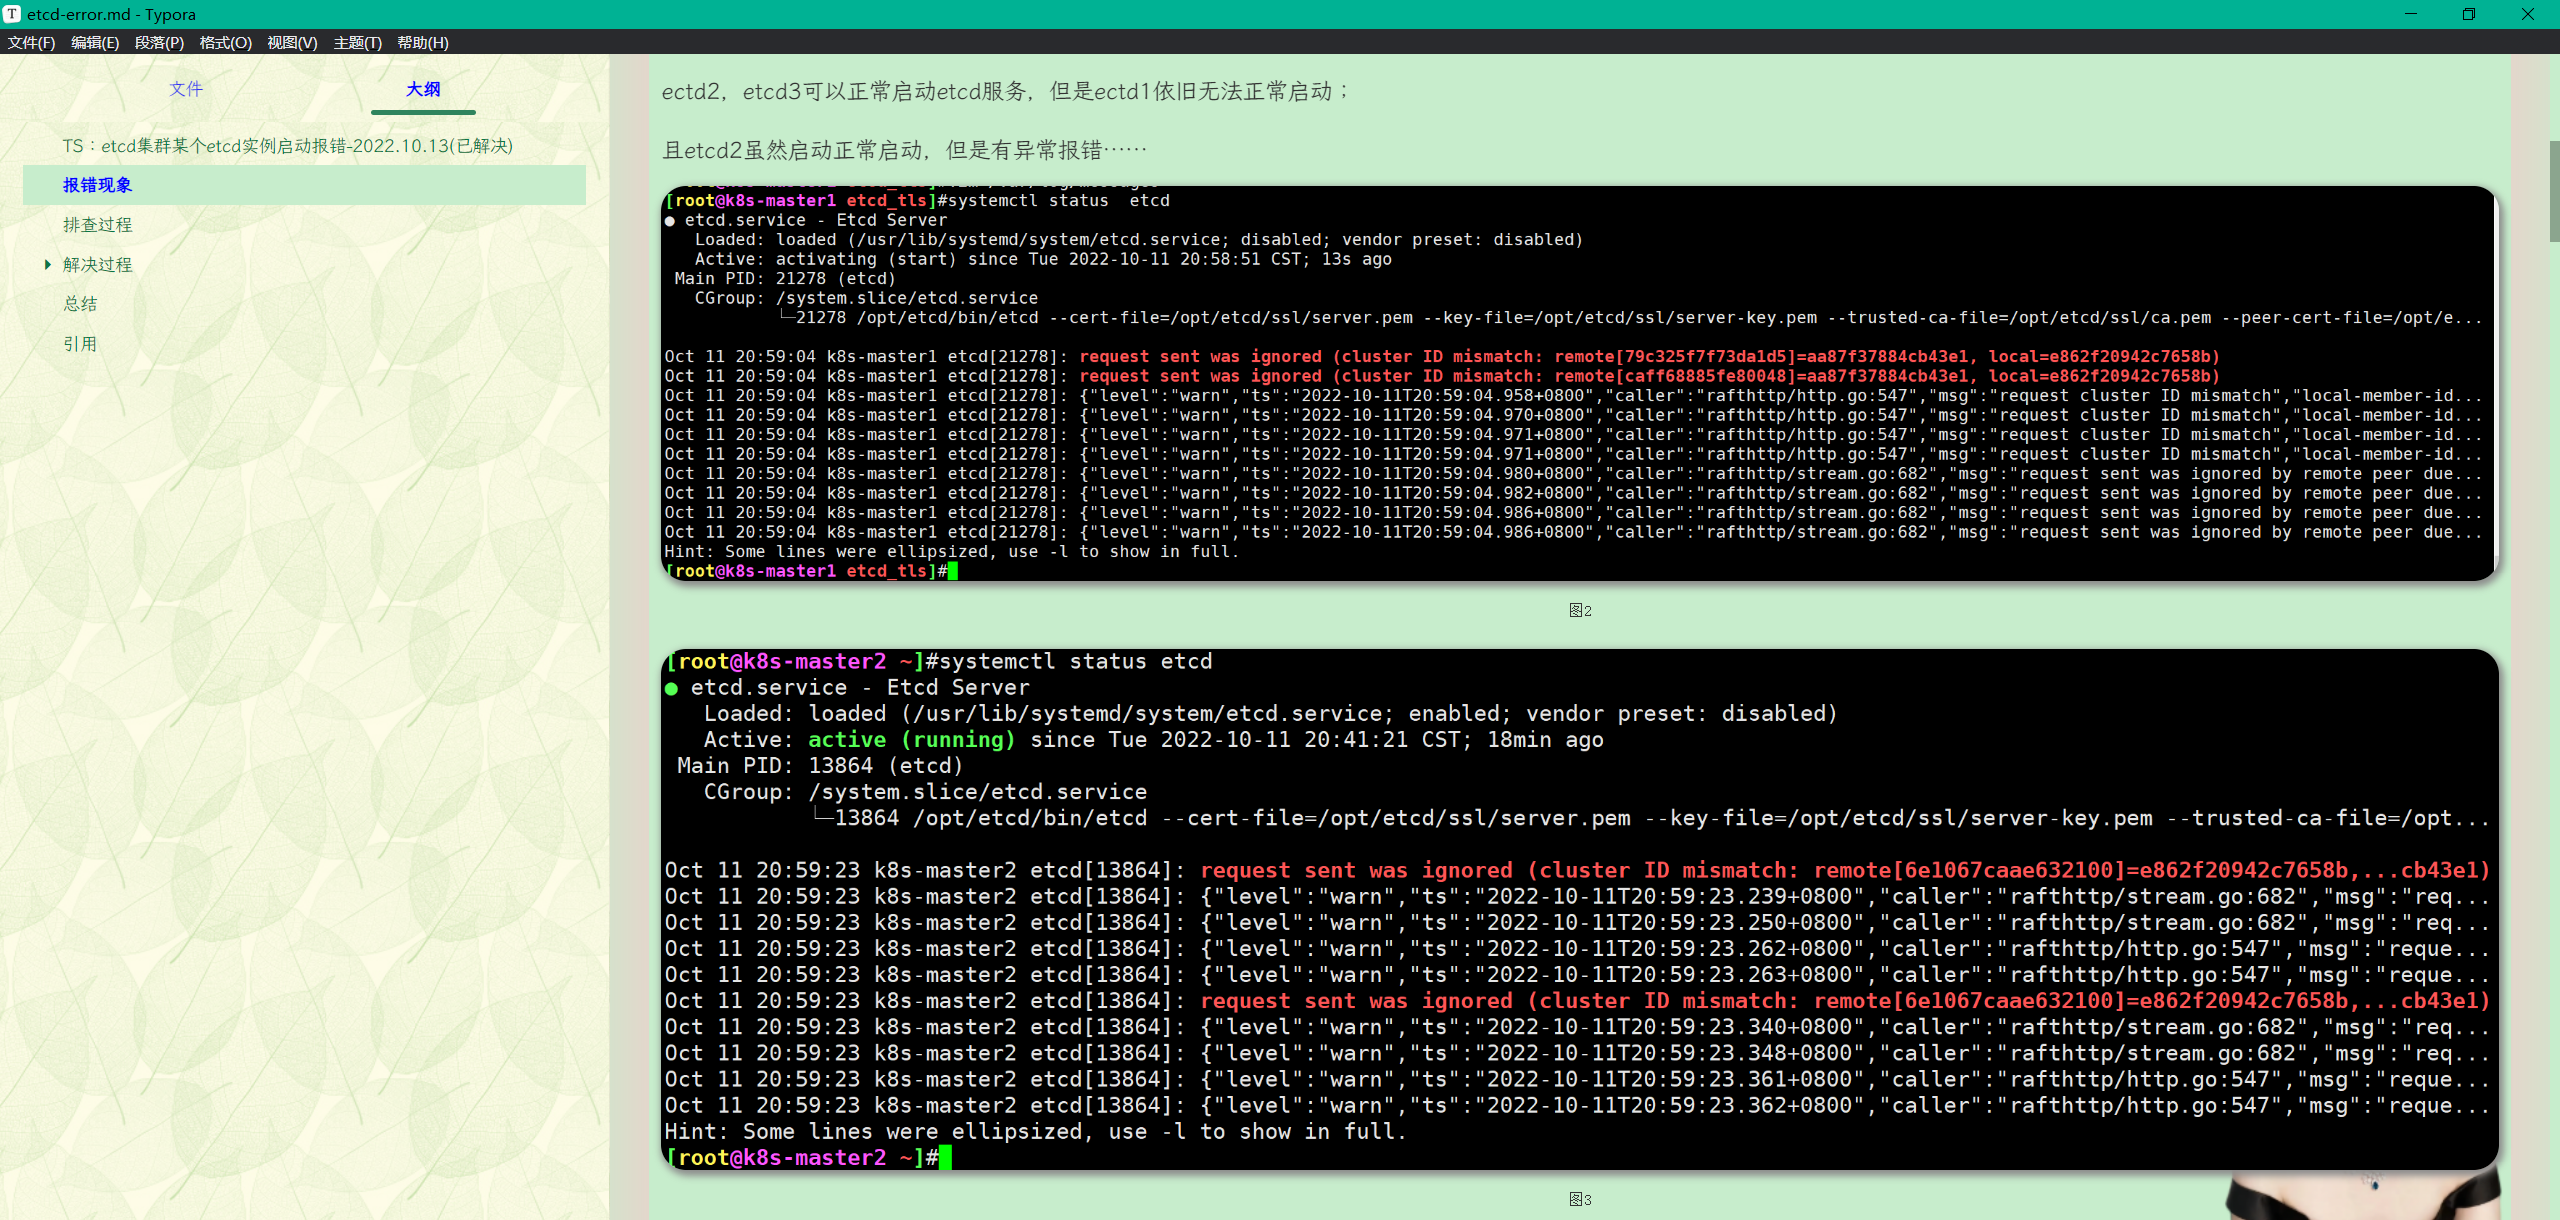 etcd-error.md - Typora
文件(F) 编辑(E) 段落(P) 格式(O) 视图(V) 主题(T) 帮助(H)
文件 大纲
TS：etcd集群某个etcd实例启动报错-2022.10.13(已解决)
报错现象
排查过程
解决过程
总结
引用
ectd2，etcd3可以正常启动etcd服务，但是ectd1依旧无法正常启动；
且etcd2虽然启动正常启动，但是有异常报错……
[root@k8s-master1 etcd_tls]#systemctl status  etcd
● etcd.service - Etcd Server
   Loaded: loaded (/usr/lib/systemd/system/etcd.service; disabled; vendor preset: disabled)
   Active: activating (start) since Tue 2022-10-11 20:58:51 CST; 13s ago
 Main PID: 21278 (etcd)
   CGroup: /system.slice/etcd.service
           └─21278 /opt/etcd/bin/etcd --cert-file=/opt/etcd/ssl/server.pem --key-file=/opt/etcd/ssl/server-key.pem --trusted-ca-file=/opt/etcd/ssl/ca.pem --peer-cert-file=/opt/e...
Oct 11 20:59:04 k8s-master1 etcd[21278]: request sent was ignored (cluster ID mismatch: remote[79c325f7f73da1d5]=aa87f37884cb43e1, local=e862f20942c7658b)
Oct 11 20:59:04 k8s-master1 etcd[21278]: request sent was ignored (cluster ID mismatch: remote[caff68885fe80048]=aa87f37884cb43e1, local=e862f20942c7658b)
Oct 11 20:59:04 k8s-master1 etcd[21278]: {"level":"warn","ts":"2022-10-11T20:59:04.958+0800","caller":"rafthttp/http.go:547","msg":"request cluster ID mismatch","local-member-id...
Oct 11 20:59:04 k8s-master1 etcd[21278]: {"level":"warn","ts":"2022-10-11T20:59:04.970+0800","caller":"rafthttp/http.go:547","msg":"request cluster ID mismatch","local-member-id...
Oct 11 20:59:04 k8s-master1 etcd[21278]: {"level":"warn","ts":"2022-10-11T20:59:04.971+0800","caller":"rafthttp/http.go:547","msg":"request cluster ID mismatch","local-member-id...
Oct 11 20:59:04 k8s-master1 etcd[21278]: {"level":"warn","ts":"2022-10-11T20:59:04.971+0800","caller":"rafthttp/http.go:547","msg":"request cluster ID mismatch","local-member-id...
Oct 11 20:59:04 k8s-master1 etcd[21278]: {"level":"warn","ts":"2022-10-11T20:59:04.980+0800","caller":"rafthttp/stream.go:682","msg":"request sent was ignored by remote peer due...
Oct 11 20:59:04 k8s-master1 etcd[21278]: {"level":"warn","ts":"2022-10-11T20:59:04.982+0800","caller":"rafthttp/stream.go:682","msg":"request sent was ignored by remote peer due...
Oct 11 20:59:04 k8s-master1 etcd[21278]: {"level":"warn","ts":"2022-10-11T20:59:04.986+0800","caller":"rafthttp/stream.go:682","msg":"request sent was ignored by remote peer due...
Oct 11 20:59:04 k8s-master1 etcd[21278]: {"level":"warn","ts":"2022-10-11T20:59:04.986+0800","caller":"rafthttp/stream.go:682","msg":"request sent was ignored by remote peer due...
Hint: Some lines were ellipsized, use -l to show in full.
[root@k8s-master1 etcd_tls]#
图2
[root@k8s-master2 ~]#systemctl status etcd
● etcd.service - Etcd Server
   Loaded: loaded (/usr/lib/systemd/system/etcd.service; enabled; vendor preset: disabled)
   Active: active (running) since Tue 2022-10-11 20:41:21 CST; 18min ago
 Main PID: 13864 (etcd)
   CGroup: /system.slice/etcd.service
           └─13864 /opt/etcd/bin/etcd --cert-file=/opt/etcd/ssl/server.pem --key-file=/opt/etcd/ssl/server-key.pem --trusted-ca-file=/opt...
Oct 11 20:59:23 k8s-master2 etcd[13864]: request sent was ignored (cluster ID mismatch: remote[6e1067caae632100]=e862f20942c7658b,...cb43e1)
Oct 11 20:59:23 k8s-master2 etcd[13864]: {"level":"warn","ts":"2022-10-11T20:59:23.239+0800","caller":"rafthttp/stream.go:682","msg":"req...
Oct 11 20:59:23 k8s-master2 etcd[13864]: {"level":"warn","ts":"2022-10-11T20:59:23.250+0800","caller":"rafthttp/stream.go:682","msg":"req...
Oct 11 20:59:23 k8s-master2 etcd[13864]: {"level":"warn","ts":"2022-10-11T20:59:23.262+0800","caller":"rafthttp/http.go:547","msg":"reque...
Oct 11 20:59:23 k8s-master2 etcd[13864]: {"level":"warn","ts":"2022-10-11T20:59:23.263+0800","caller":"rafthttp/http.go:547","msg":"reque...
Oct 11 20:59:23 k8s-master2 etcd[13864]: request sent was ignored (cluster ID mismatch: remote[6e1067caae632100]=e862f20942c7658b,...cb43e1)
Oct 11 20:59:23 k8s-master2 etcd[13864]: {"level":"warn","ts":"2022-10-11T20:59:23.340+0800","caller":"rafthttp/stream.go:682","msg":"req...
Oct 11 20:59:23 k8s-master2 etcd[13864]: {"level":"warn","ts":"2022-10-11T20:59:23.348+0800","caller":"rafthttp/stream.go:682","msg":"req...
Oct 11 20:59:23 k8s-master2 etcd[13864]: {"level":"warn","ts":"2022-10-11T20:59:23.361+0800","caller":"rafthttp/http.go:547","msg":"reque...
Oct 11 20:59:23 k8s-master2 etcd[13864]: {"level":"warn","ts":"2022-10-11T20:59:23.362+0800","caller":"rafthttp/http.go:547","msg":"reque...
Hint: Some lines were ellipsized, use -l to show in full.
[root@k8s-master2 ~]#
图3